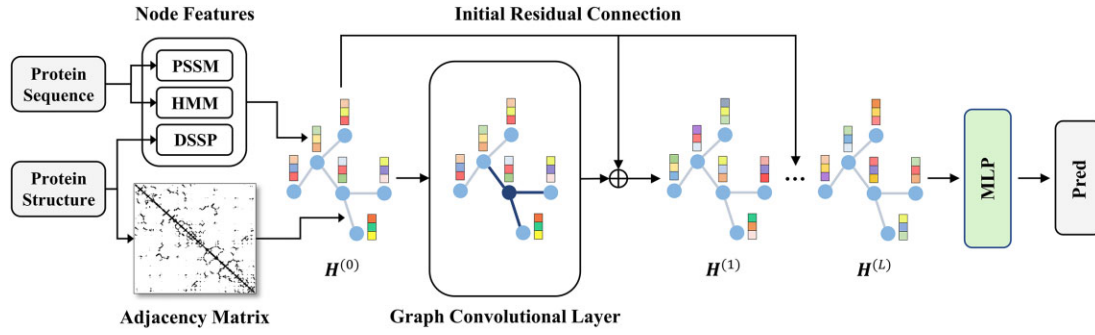 Node Features
Initial Residual Connection
Protein
Sequence
PSSM
HMM
DSSP
Protein
Structure
Adjacency Matrix
H^(0)
Graph Convolutional Layer
H^(1)
...
H^(L)
MLP
Pred